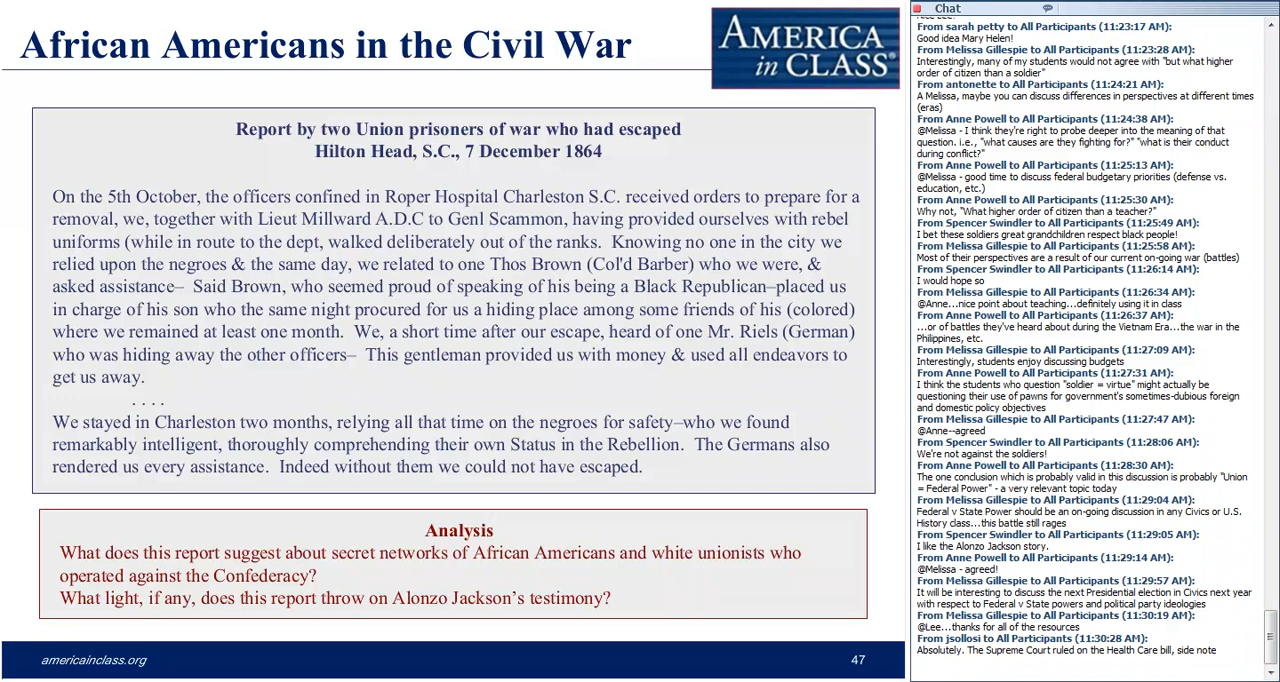 African Americans in the Civil War
AMERICA
in CLASS®
Report by two Union prisoners of war who had escaped
Hilton Head, S.C., 7 December 1864
On the 5th October, the officers confined in Roper Hospital Charleston S.C. received orders to prepare for a
removal, we, together with Lieut Millward A.D.C to Genl Scammon, having provided ourselves with rebel
uniforms (while in route to the dept, walked deliberately out of the ranks.  Knowing no one in the city we
relied upon the negroes & the same day, we related to one Thos Brown (Col'd Barber) who we were, &
asked assistance–  Said Brown, who seemed proud of speaking of his being a Black Republican–placed us
in charge of his son who the same night procured for us a hiding place among some friends of his (colored)
where we remained at least one month.  We, a short time after our escape, heard of one Mr. Riels (German)
who was hiding away the other officers–  This gentleman provided us with money & used all endeavors to
get us away.
. . . .
We stayed in Charleston two months, relying all that time on the negroes for safety–who we found
remarkably intelligent, thoroughly comprehending their own Status in the Rebellion.  The Germans also
rendered us every assistance.  Indeed without them we could not have escaped.
Analysis
What does this report suggest about secret networks of African Americans and white unionists who
operated against the Confederacy?
What light, if any, does this report throw on Alonzo Jackson's testimony?
americainclass.org
47
Chat
From sarah petty to All Participants (11:23:17 AM):
Good idea Mary Helen!
From Melissa Gillespie to All Participants (11:23:28 AM):
Interestingly, many of my students would not agree with "but what higher
order of citizen than a soldier"
From antonette to All Participants (11:24:21 AM):
A Melissa, maybe you can discuss differences in perspectives at different times
(eras)
From Anne Powell to All Participants (11:24:38 AM):
@Melissa - I think they're right to probe deeper into the meaning of that
question. i.e., "what causes are they fighting for?" "what is their conduct
during conflict?"
From Anne Powell to All Participants (11:25:13 AM):
@Melissa - good time to discuss federal budgetary priorities (defense vs.
education, etc.)
From Anne Powell to All Participants (11:25:30 AM):
Why not, "What higher order of citizen than a teacher?"
From Spencer Swindler to All Participants (11:25:49 AM):
I bet these soldiers great grandchildren respect black people!
From Melissa Gillespie to All Participants (11:25:58 AM):
Most of their perspectives are a result of our current on-going war (battles)
From Spencer Swindler to All Participants (11:26:14 AM):
I would hope so
From Melissa Gillespie to All Participants (11:26:34 AM):
@Anne...nice point about teaching...definitely using it in class
From Anne Powell to All Participants (11:26:37 AM):
...or of battles they've heard about during the Vietnam Era...the war in the
Philippines, etc.
From Melissa Gillespie to All Participants (11:27:09 AM):
Interestingly, students enjoy discussing budgets
From Anne Powell to All Participants (11:27:31 AM):
I think the students who question "soldier = virtue" might actually be
questioning their use of pawns for government's sometimes-dubious foreign
and domestic policy objectives
From Melissa Gillespie to All Participants (11:27:47 AM):
@Anne--agreed
From Spencer Swindler to All Participants (11:28:06 AM):
We're not against the soldiers!
From Anne Powell to All Participants (11:28:30 AM):
The one conclusion which is probably valid in this discussion is probably "Union
= Federal Power" - a very relevant topic today
From Melissa Gillespie to All Participants (11:29:04 AM):
Federal v State Power should be an on-going discussion in any Civics or U.S.
History class...this battle still rages
From Spencer Swindler to All Participants (11:29:05 AM):
I like the Alonzo Jackson story.
From Anne Powell to All Participants (11:29:14 AM):
@Melissa - agreed!
From Melissa Gillespie to All Participants (11:29:57 AM):
It will be interesting to discuss the next Presidential election in Civics next year
with respect to Federal v State powers and political party ideologies
From Melissa Gillespie to All Participants (11:30:19 AM):
@Lee...thanks for all of the resources
From jsollosi to All Participants (11:30:28 AM):
Absolutely. The Supreme Court ruled on the Health Care bill, side note